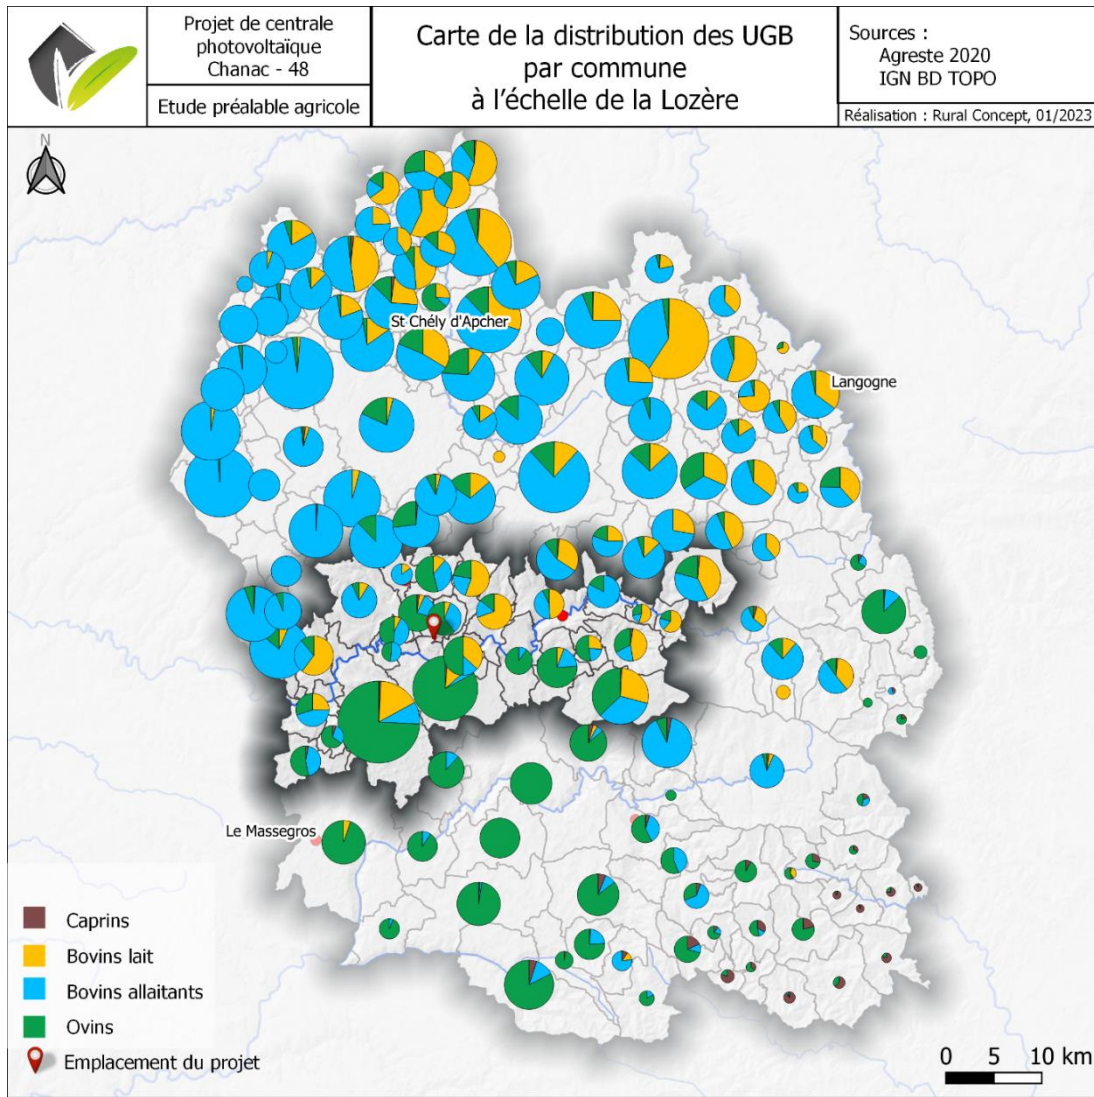 Projet de centrale
photovoltaïque
Chanac - 48
Etude préalable agricole
Carte de la distribution des UGB
par commune
à l'échelle de la Lozère
Sources :
Agreste 2020
IGN BD TOPO
Réalisation : Rural Concept, 01/2023
N
St Chély d'Apcher
Langogne
Le Massegros
Caprins
Bovins lait
Bovins allaitants
Ovins
Emplacement du projet
0 5 10 km